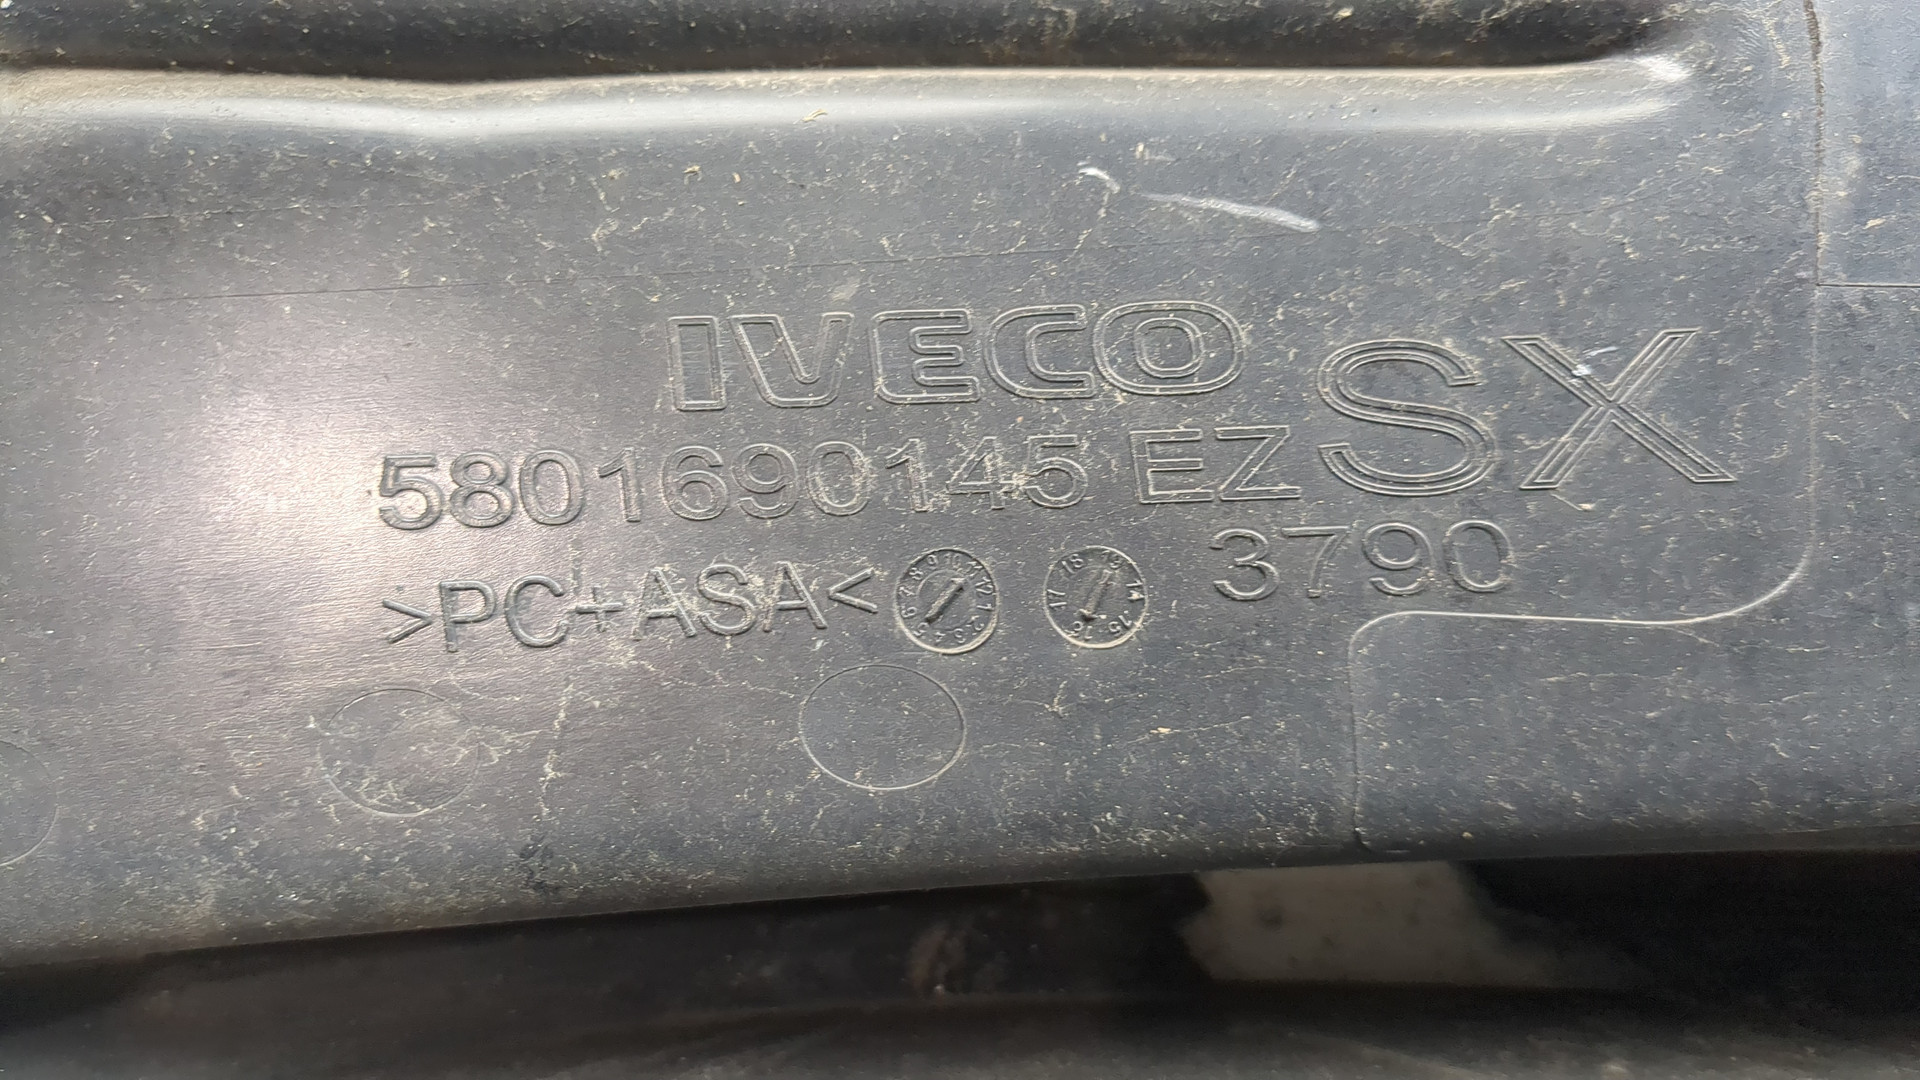 IVECO
5801690145 EZ SX
>PC+ASA< 3790